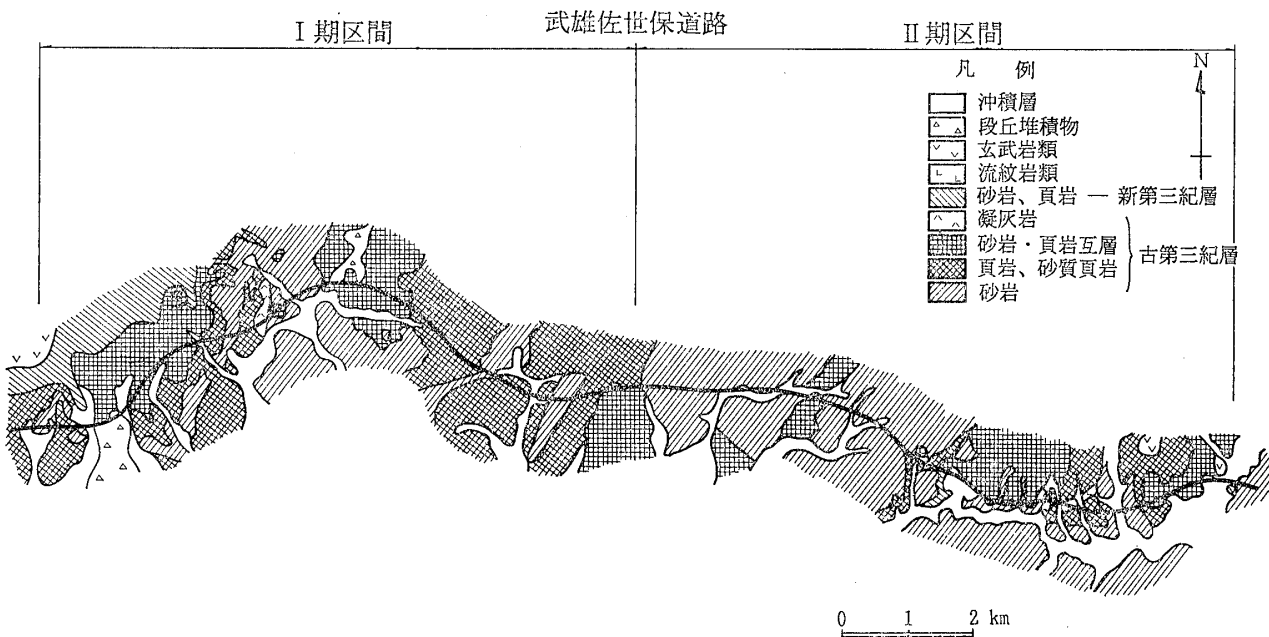 武雄佐世保道路
Ⅰ期区間
Ⅱ期区間
凡 例
N
沖積層
段丘堆積物
玄武岩類
流紋岩類
砂岩、頁岩 — 新第三紀層
凝灰岩
砂岩・頁岩互層
古第三紀層
頁岩、砂質頁岩
砂岩
0 1 2 km